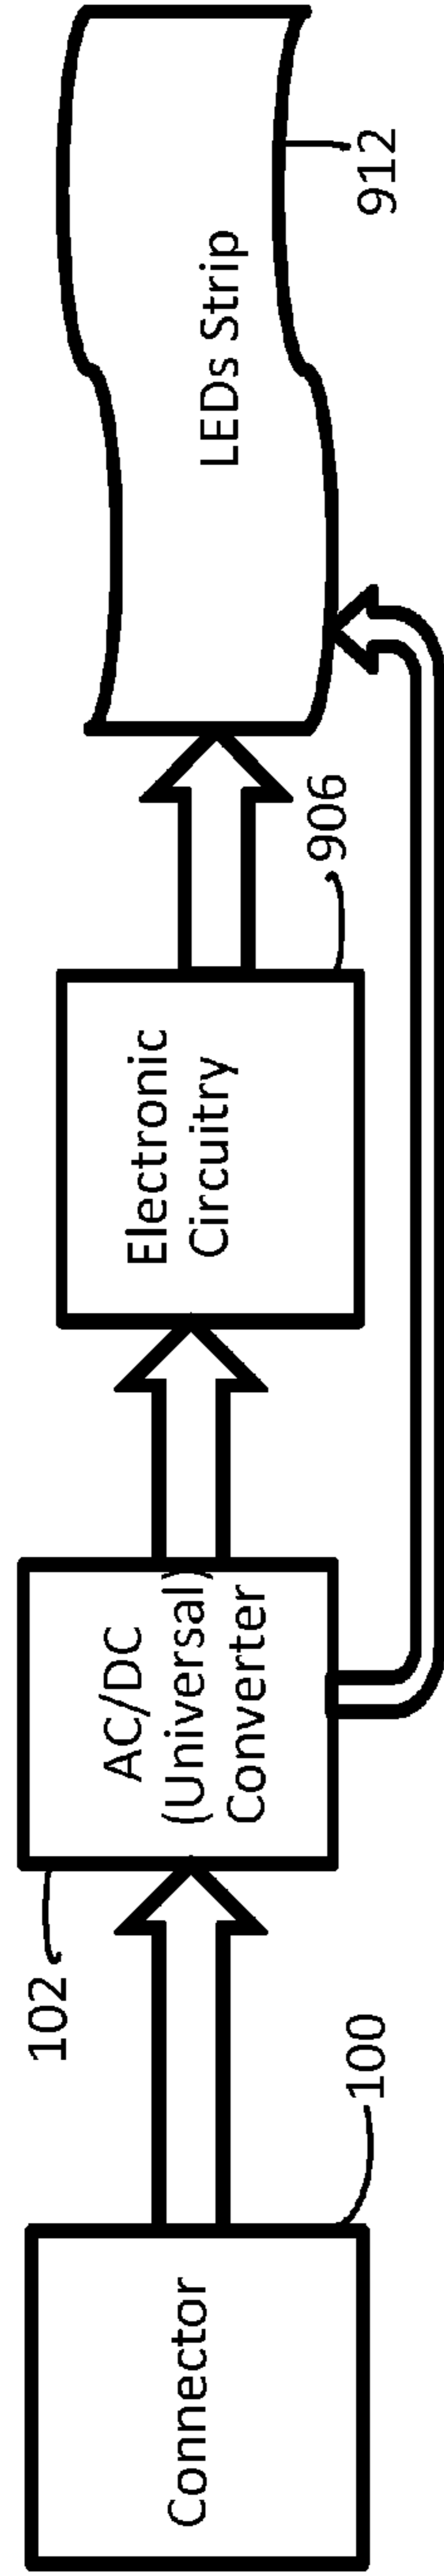 Connector
100
102
AC/DC
(Universal)
Converter
Electronic
Circuitry
906
LEDs Strip
912